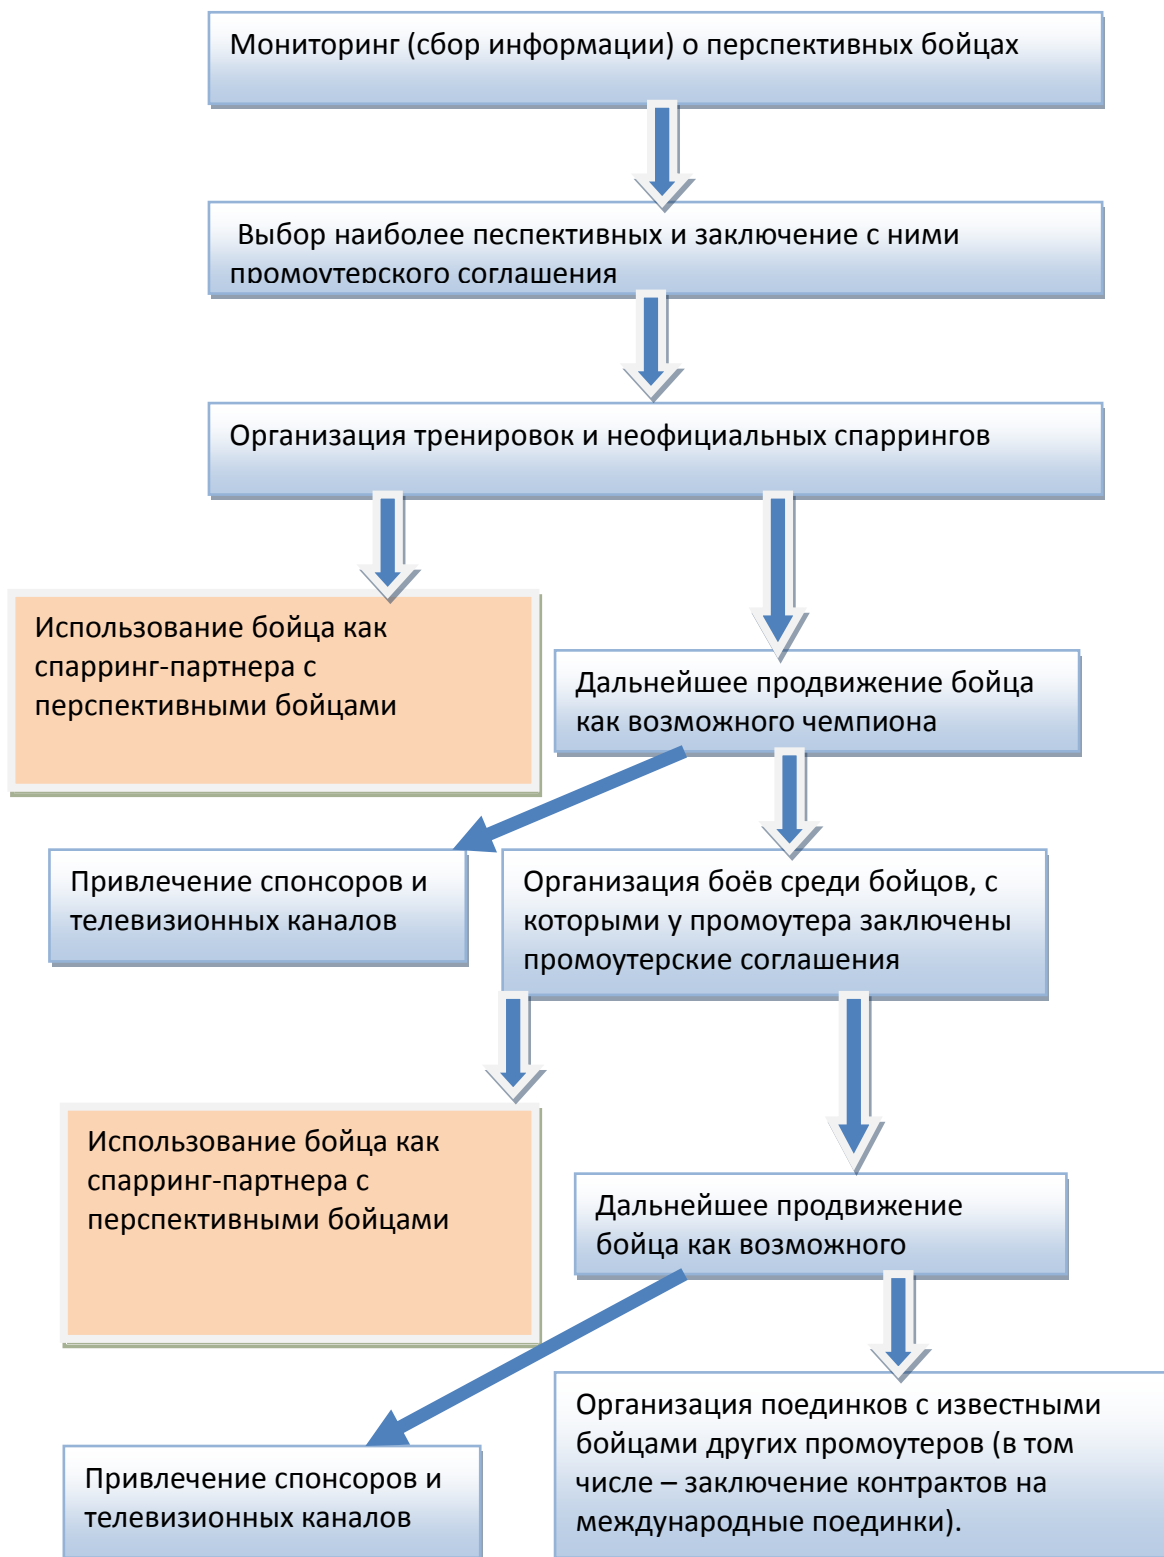 Мониторинг (сбор информации) о перспективных бойцах
Выбор наиболее песпективных и заключение с ними
промоутерского соглашения
Организация тренировок и неофициальных спаррингов
Использование бойца как
спарринг-партнера с
перспективными бойцами
Дальнейшее продвижение бойца
как возможного чемпиона
Привлечение спонсоров и
телевизионных каналов
Организация боёв среди бойцов, с
которыми у промоутера заключены
промоутерские соглашения
Использование бойца как
спарринг-партнера с
перспективными бойцами
Дальнейшее продвижение
бойца как возможного
Привлечение спонсоров и
телевизионных каналов
Организация поединков с известными
бойцами других промоутеров (в том
числе – заключение контрактов на
международные поединки).